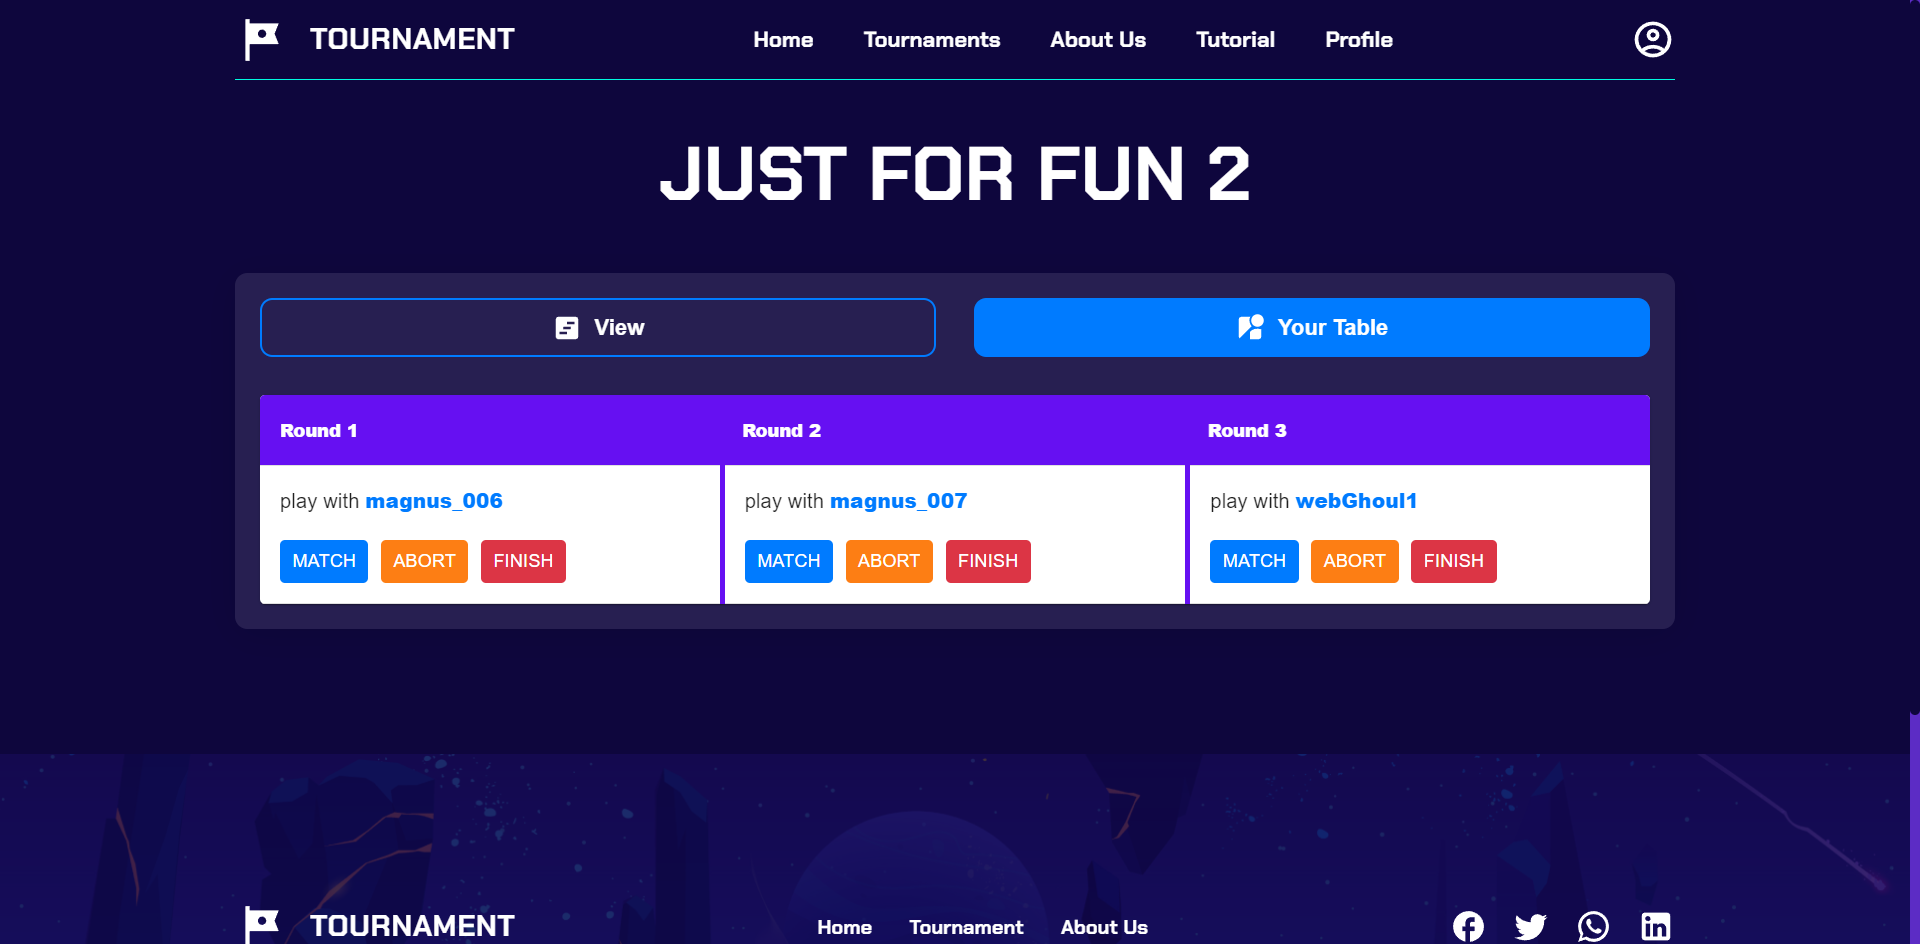 TOURNAMENT Home Tournaments About Us Tutorial Profile
JUST FOR FUN 2
View Your Table
Round 1 Round 2 Round 3
play with magnus_006 play with magnus_007 play with webGhoul1
MATCH ABORT FINISH MATCH ABORT FINISH MATCH ABORT FINISH
TOURNAMENT Home Tournament About Us